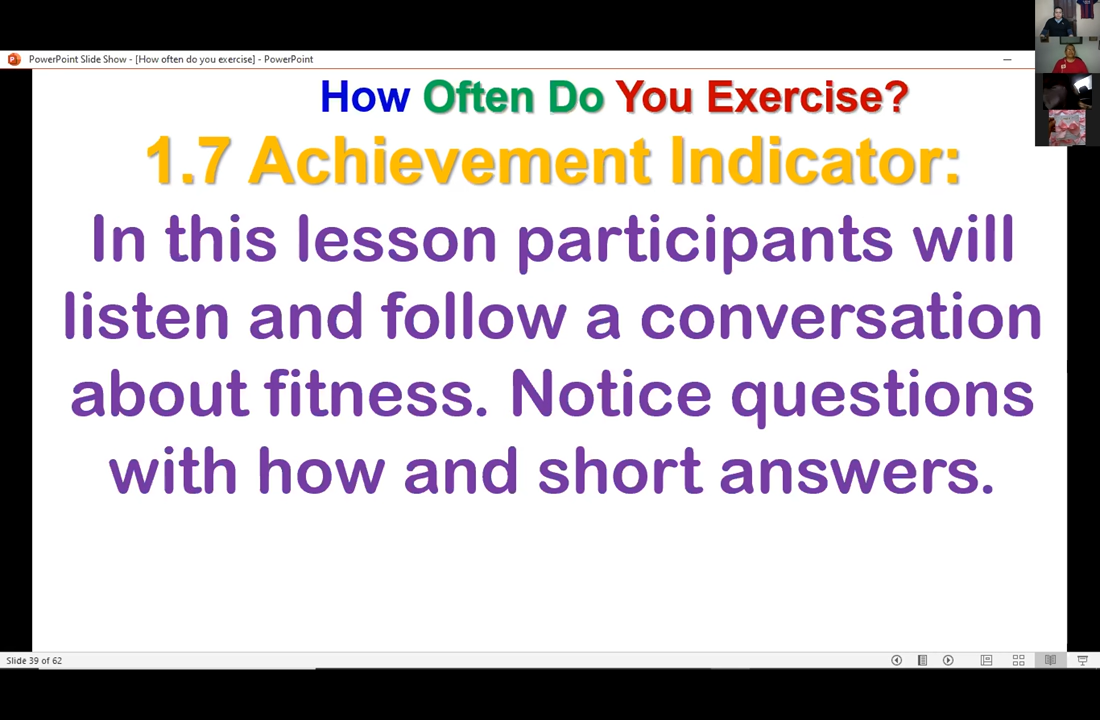 PowerPoint Slide Show - [How often do you exercise] - PowerPoint
How Often Do You Exercise?
1.7 Achievement Indicator:
In this lesson participants will
listen and follow a conversation
about fitness. Notice questions
with how and short answers.
Slide 39 of 62